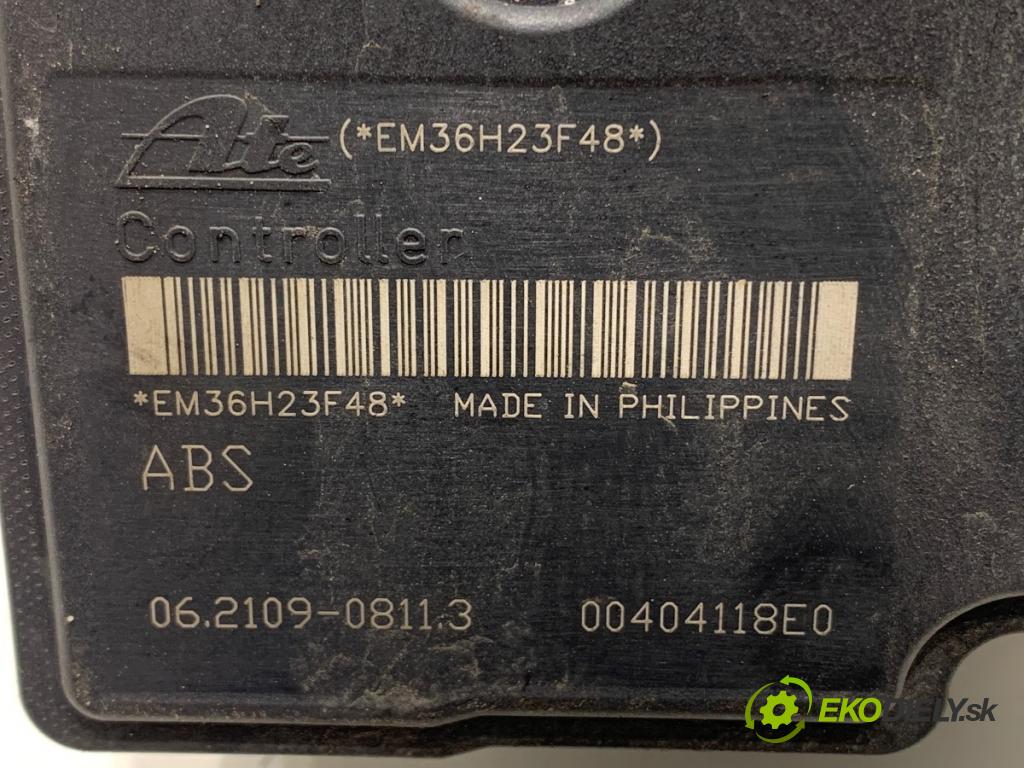 Ate (*EM36H23F48*)
Controller
*EM36H23F48* MADE IN PHILIPPINES
ABS
06.2109-0811.3 00404118E0
EKODIELY.sk